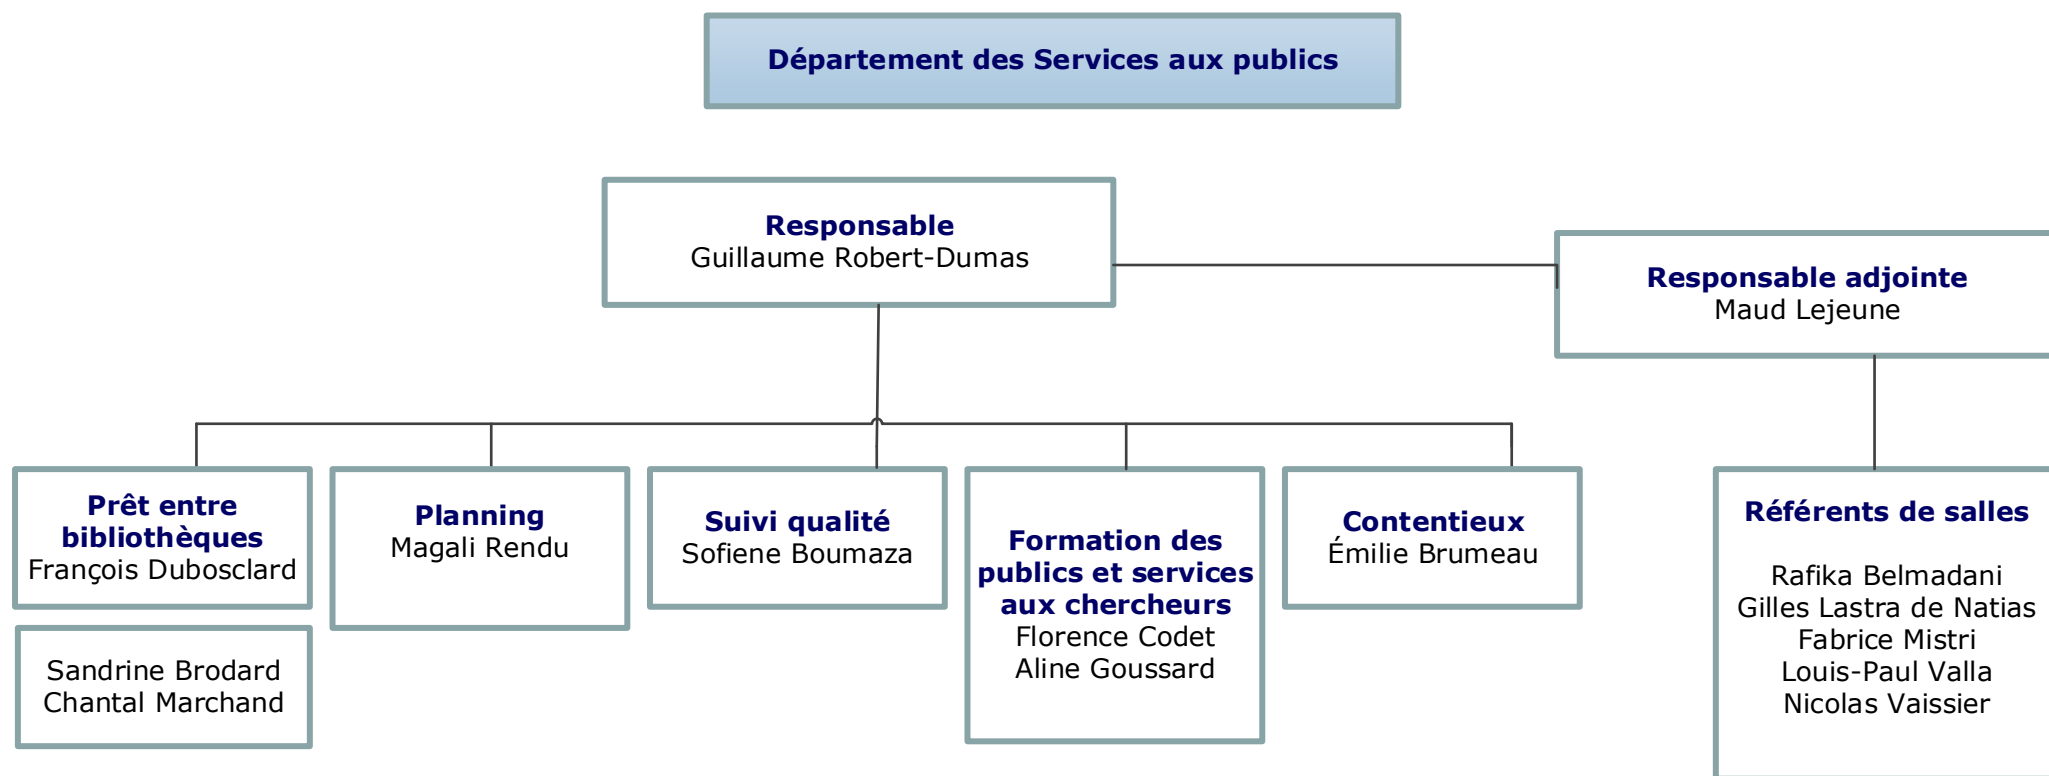 Département des Services aux publics
Responsable
Guillaume Robert-Dumas
Responsable adjointe
Maud Lejeune
Prêt entre
bibliothèques
François Dubosclard
Sandrine Brodard
Chantal Marchand
Planning
Magali Rendu
Suivi qualité
Sofiene Boumaza
Formation des
publics et services
aux chercheurs
Florence Codet
Aline Goussard
Contentieux
Émilie Brumeau
Référents de salles
Rafika Belmadani
Gilles Lastra de Natias
Fabrice Mistri
Louis-Paul Valla
Nicolas Vaissier